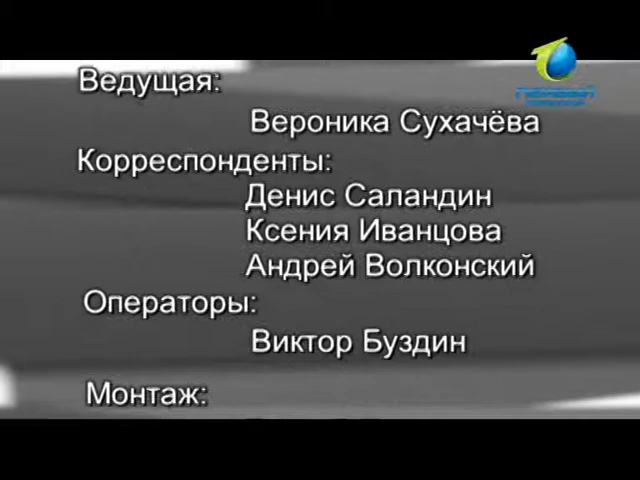 Ведущая:
Вероника Сухачёва
Корреспонденты:
Денис Саландин
Ксения Иванцова
Андрей Волконский
Операторы:
Виктор Буздин
Монтаж: